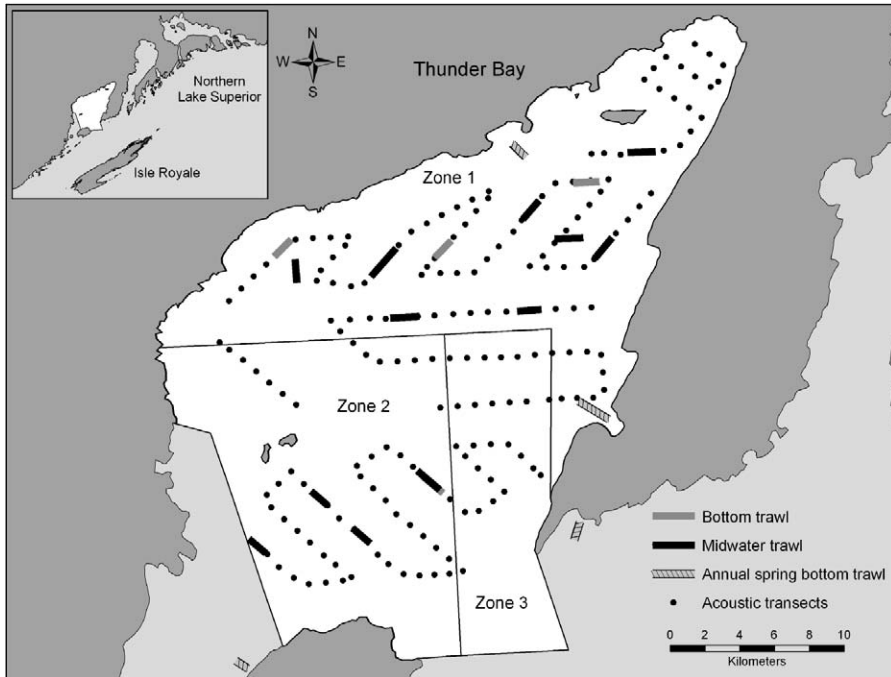 Northern
Lake Superior
Isle Royale
N
W E
S
Thunder Bay
Zone 1
Zone 2
Zone 3
Bottom trawl
Midwater trawl
Annual spring bottom trawl
Acoustic transects
0 2 4 6 8 10
Kilometers